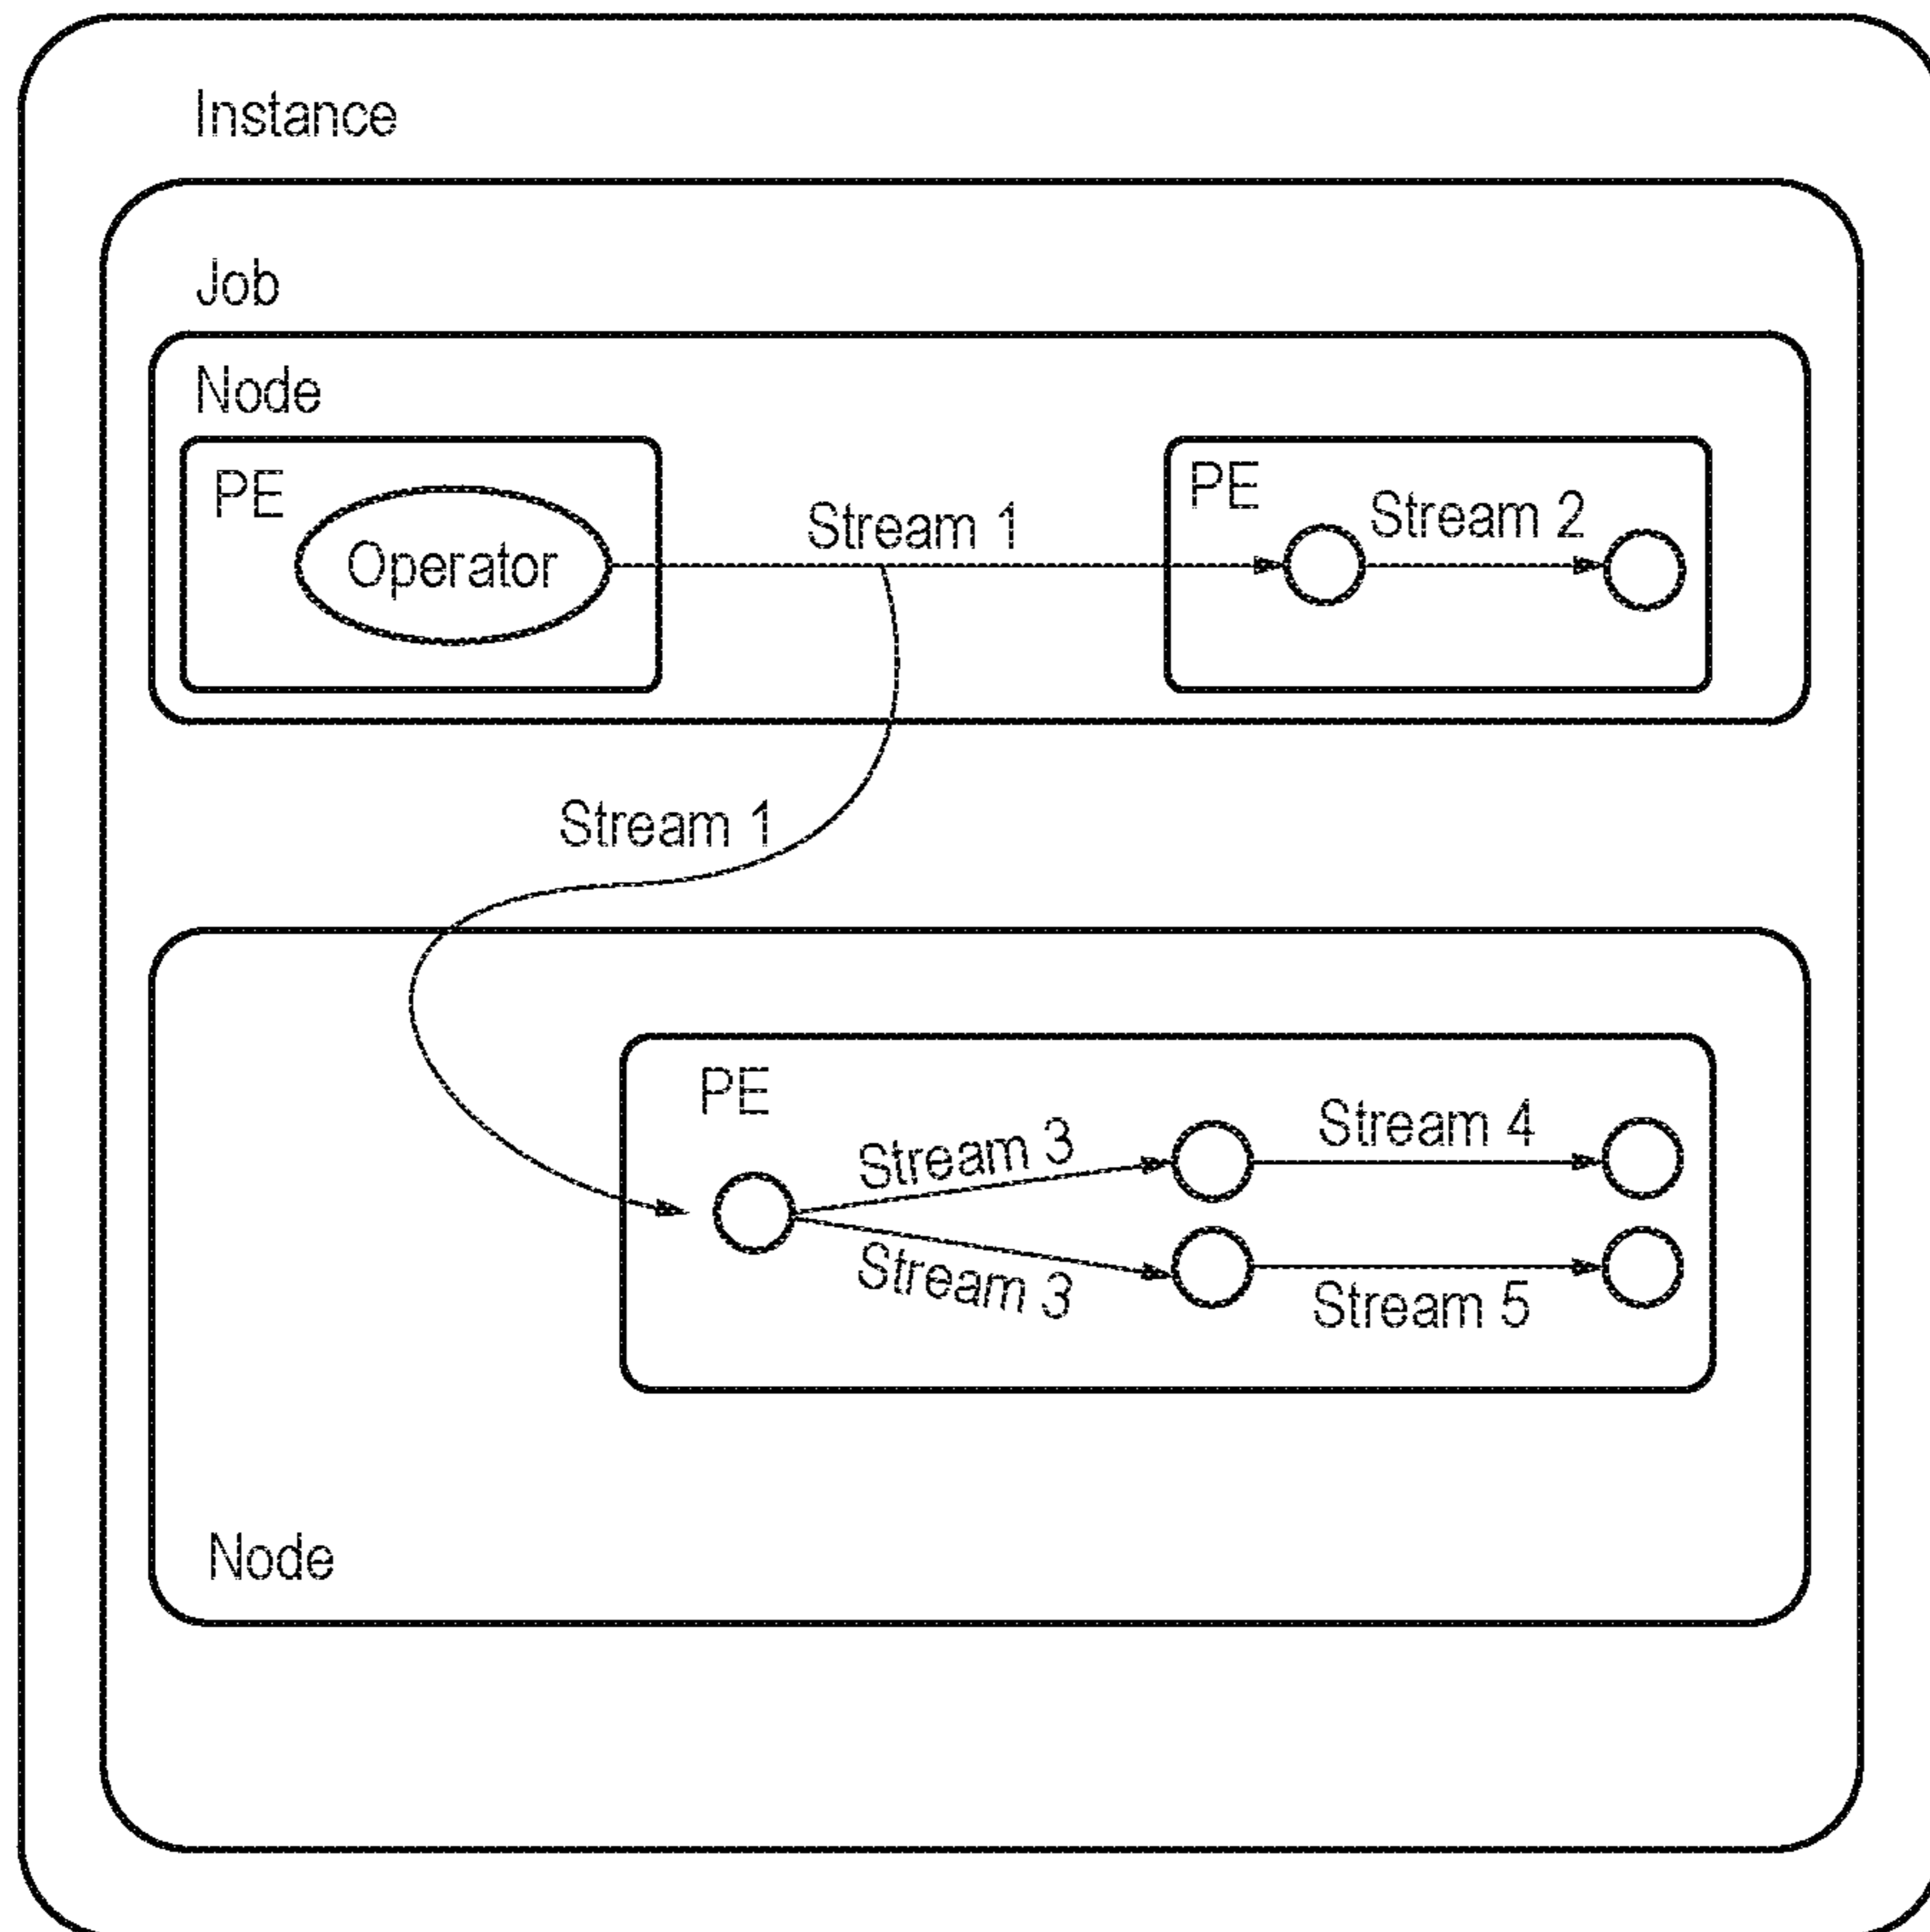 Instance
Job
Node
PE
Operator
Stream 1
PE
Stream 2
Stream 1
PE
Stream 3
Stream 4
Stream 3
Stream 5
Node